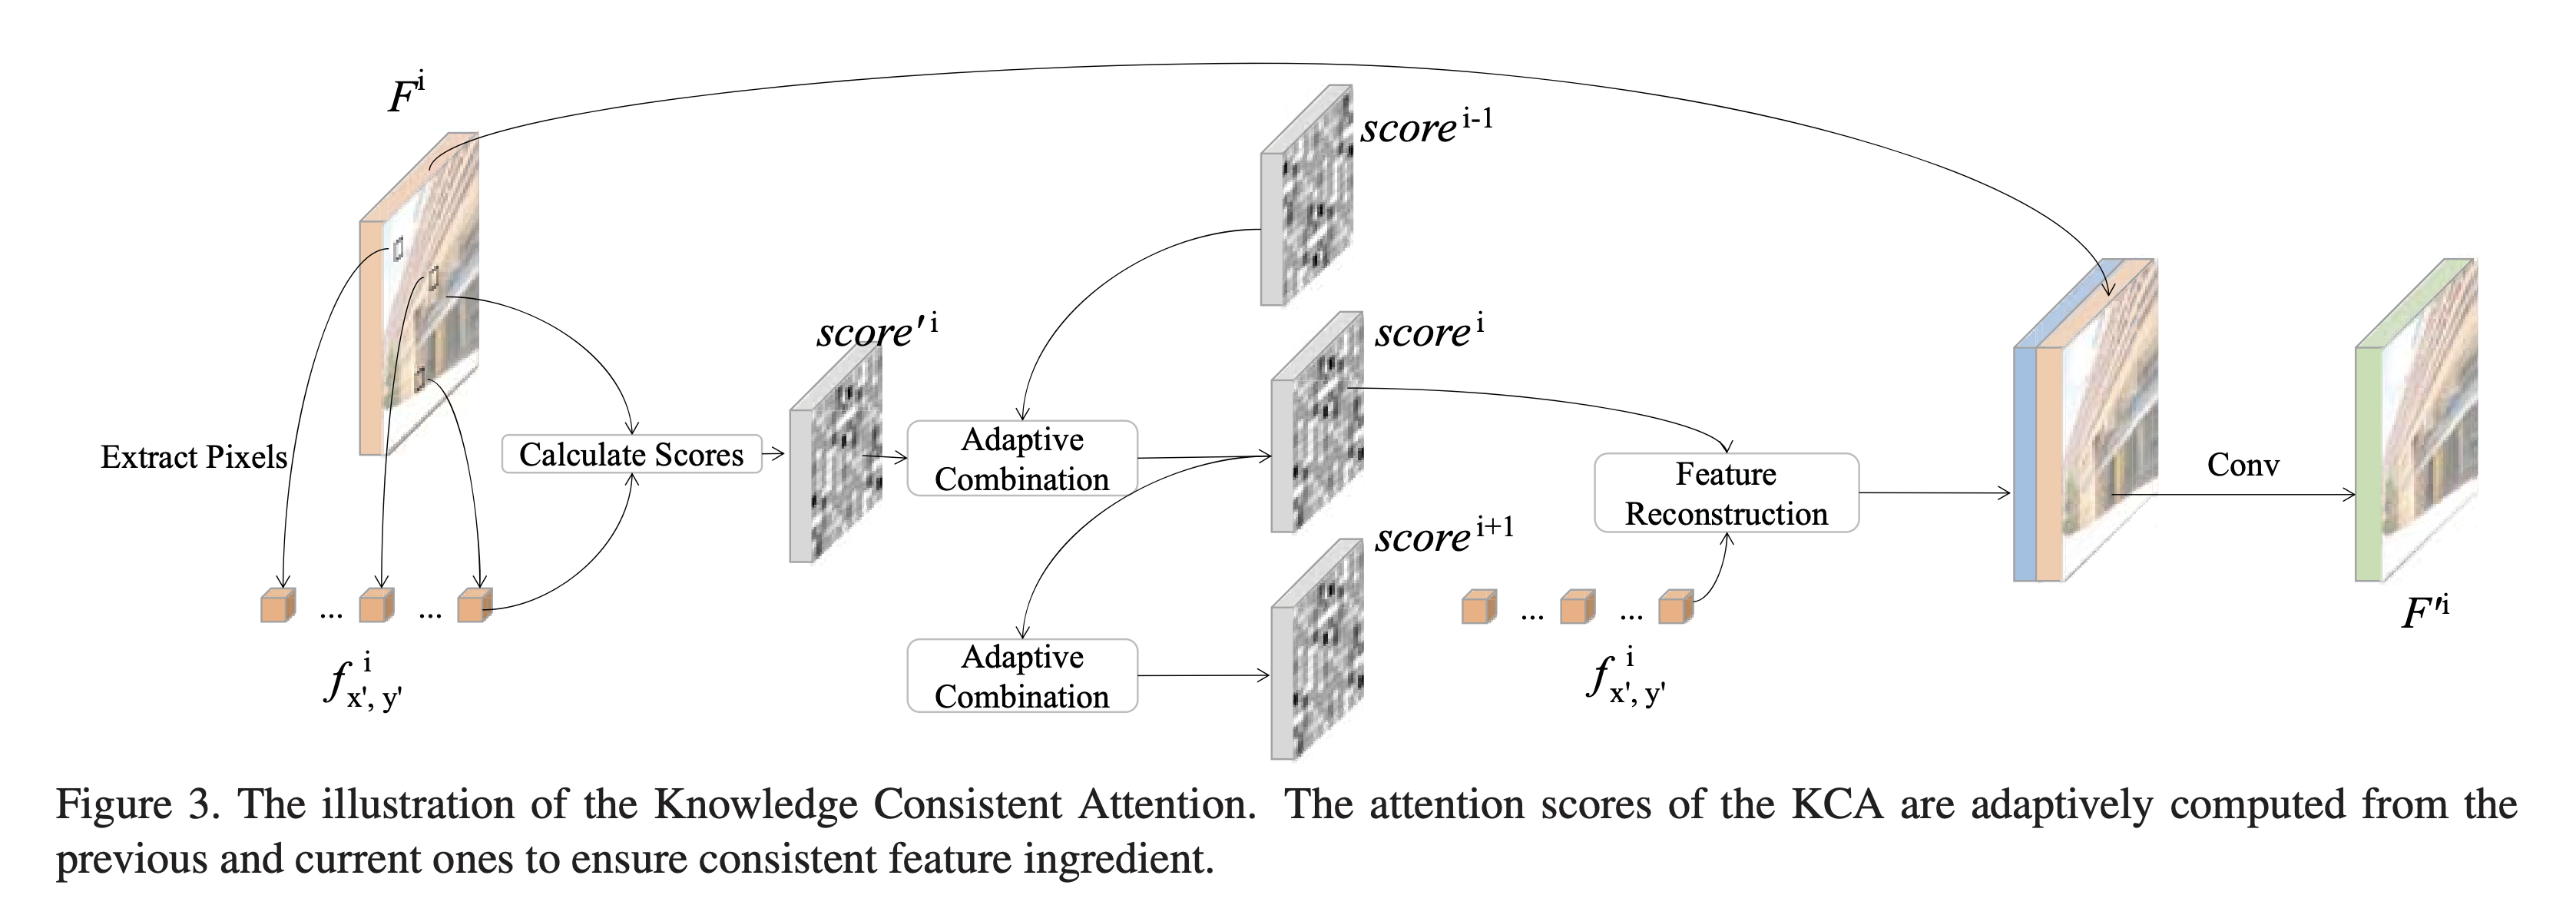 F^i
score^i-1
score'^i
score^i
Extract Pixels
Calculate Scores
Adaptive
Combination
Feature
Reconstruction
Conv
score^i+1
... ...
... ...
f^i_x', y'
Adaptive
Combination
f^i_x', y'
F'^i
Figure 3. The illustration of the Knowledge Consistent Attention. The attention scores of the KCA are adaptively computed from the
previous and current ones to ensure consistent feature ingredient.